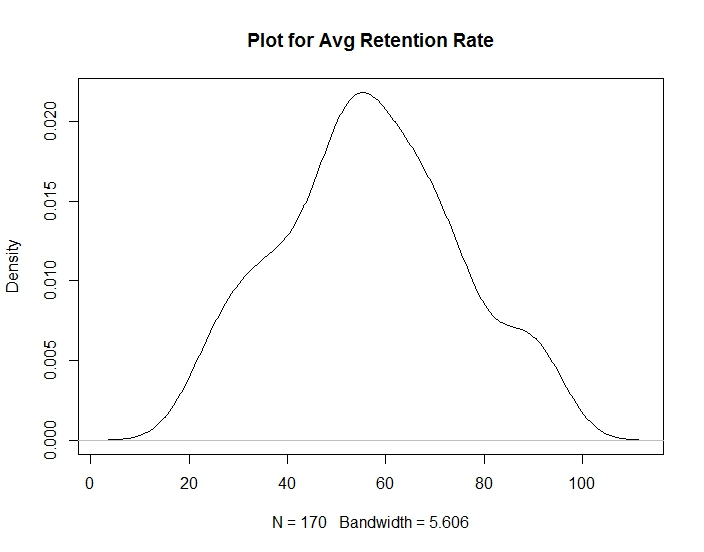 Plot for Avg Retention Rate
Density
0.020
0.015
0.010
0.005
0.000
0 20 40 60 80 100
N = 170 Bandwidth = 5.606